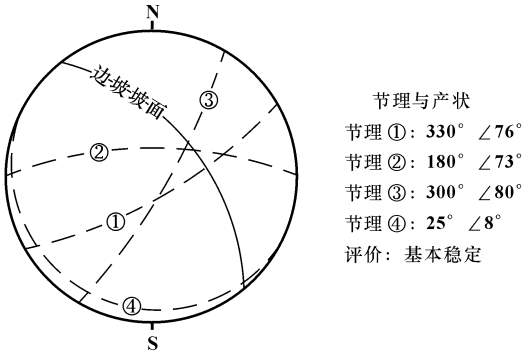 N
边坡坡面
③
②
①
④
S
节理与产状
节理①：330° ∠76°
节理②：180° ∠73°
节理③：300° ∠80°
节理④：25° ∠8°
评价：基本稳定